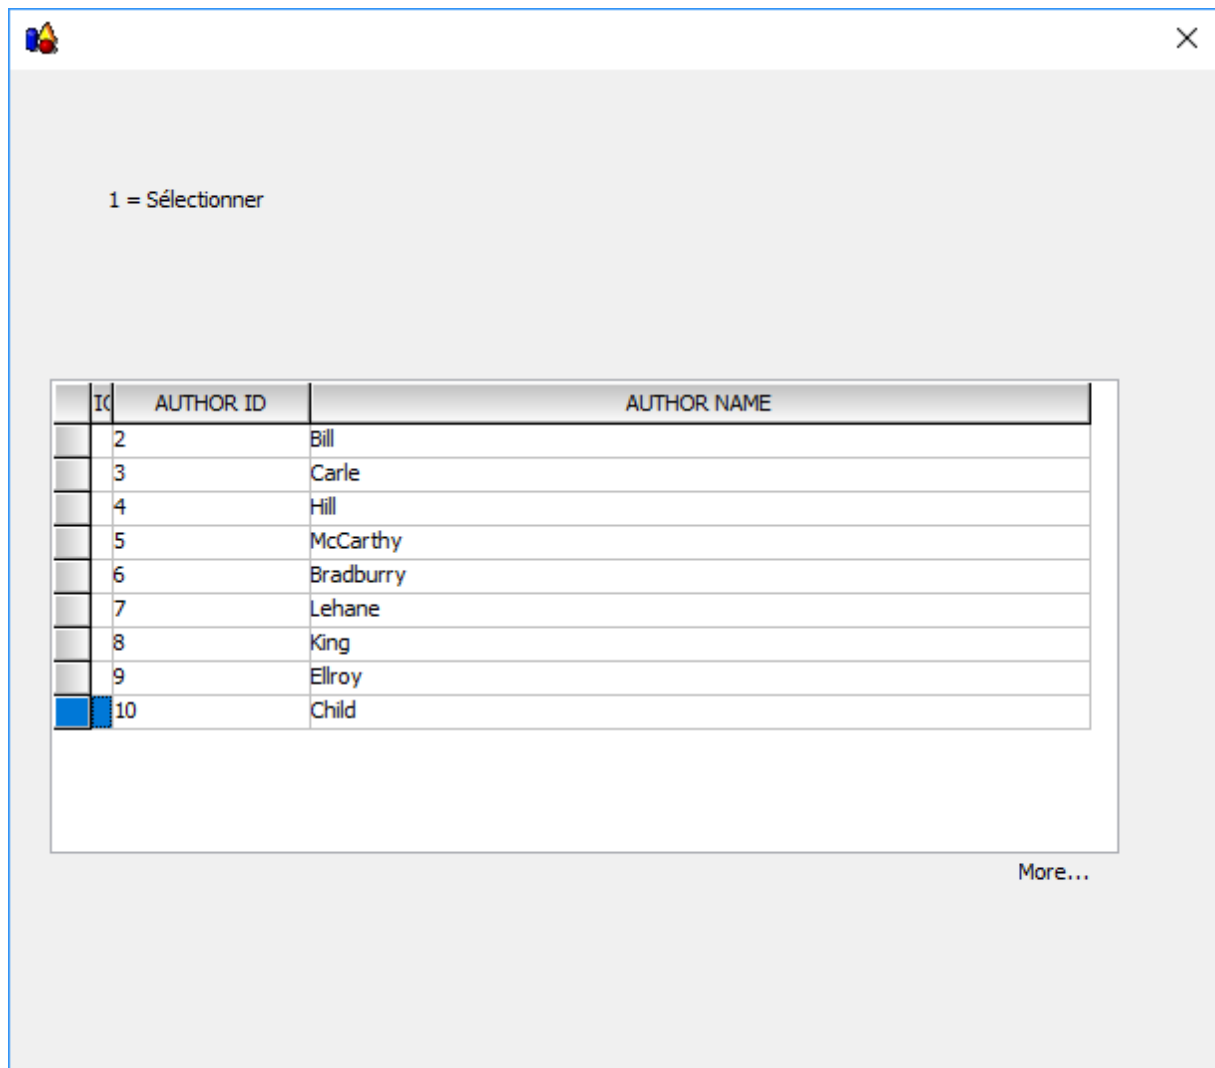 1 = Sélectionner
AUTHOR ID AUTHOR NAME
2 Bill
3 Carle
4 Hill
5 McCarthy
6 Bradburry
7 Lehane
8 King
9 Ellroy
10 Child
More...